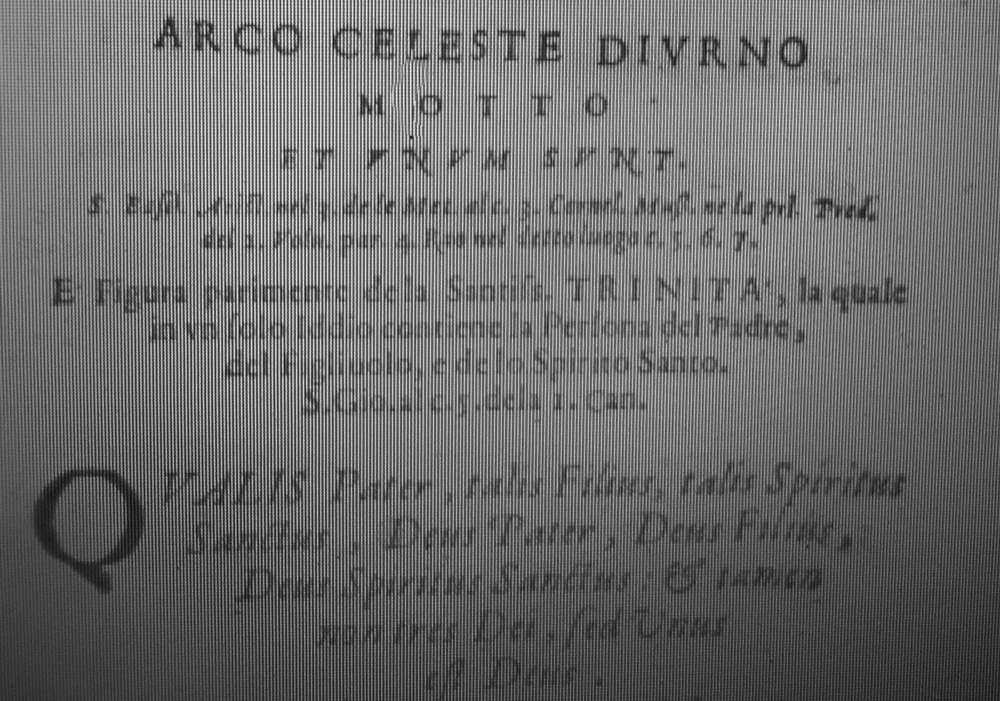 ARCO CELESTE DIVRNO
MOTTO
ET VNVM SVNT.
S. Basil. Arist. nel 3. de le Met. al c. 3. Cornel. Muss. ne la pri. Pred.
del 2. Volu. par. 4. Rao nel detto luogo c. 5. 6. 7.
E' Figura parimente de la Santiss. TRINITA', la quale
in vn solo Iddio contiene la Persona del Padre,
del Figliuolo, e de lo Spirito Santo.
S. Gio. al c. 5. dela 1. Can.
QVALIS Pater, talis Filius, talis Spiritus
Sanctus, Deus Pater, Deus Filius,
Deus Spiritus Sanctus: & tamen
non tres Dei, sed Vnus
est Deus.